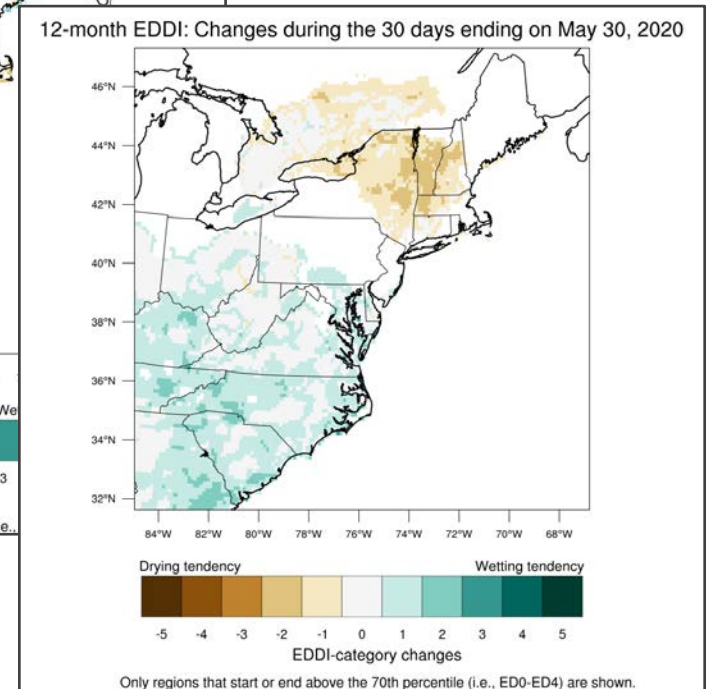 12-month EDDI: Changes during the 30 days ending on May 30, 2020
46°N
44°N
42°N
40°N
38°N
36°N
34°N
32°N
84°W 82°W 80°W 78°W 76°W 74°W 72°W 70°W 68°W
Drying tendency Wetting tendency
-5 -4 -3 -2 -1 0 1 2 3 4 5
EDDI-category changes
Only regions that start or end above the 70th percentile (i.e., ED0-ED4) are shown.
We
3
e.,